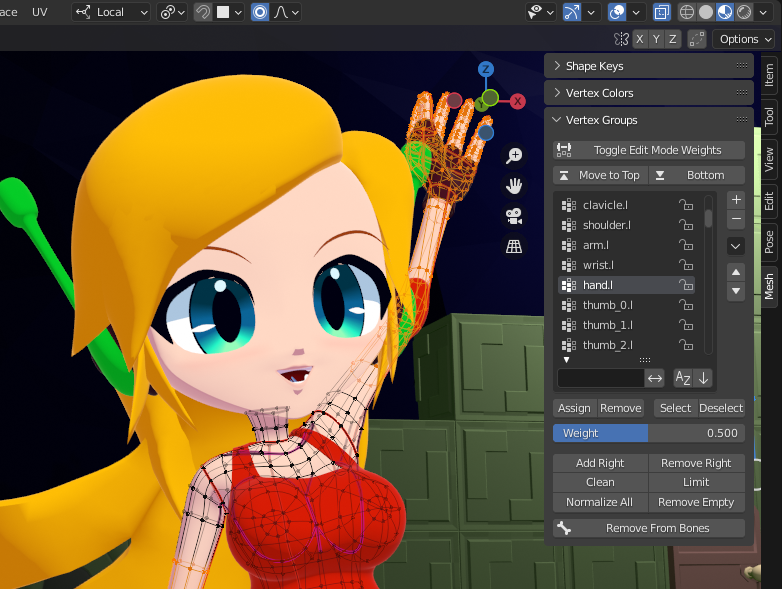 ace UV Local
X Y Z Options
Z
X
Y
Shape Keys
Vertex Colors
Vertex Groups
Toggle Edit Mode Weights
Move to Top Bottom
clavicle.l
shoulder.l
arm.l
wrist.l
hand.l
thumb_0.l
thumb_1.l
thumb_2.l
AZ
Assign Remove Select Deselect
Weight 0.500
Add Right Remove Right
Clean Limit
Normalize All Remove Empty
Remove From Bones
Item
Tool
View
Edit
Pose
Mesh